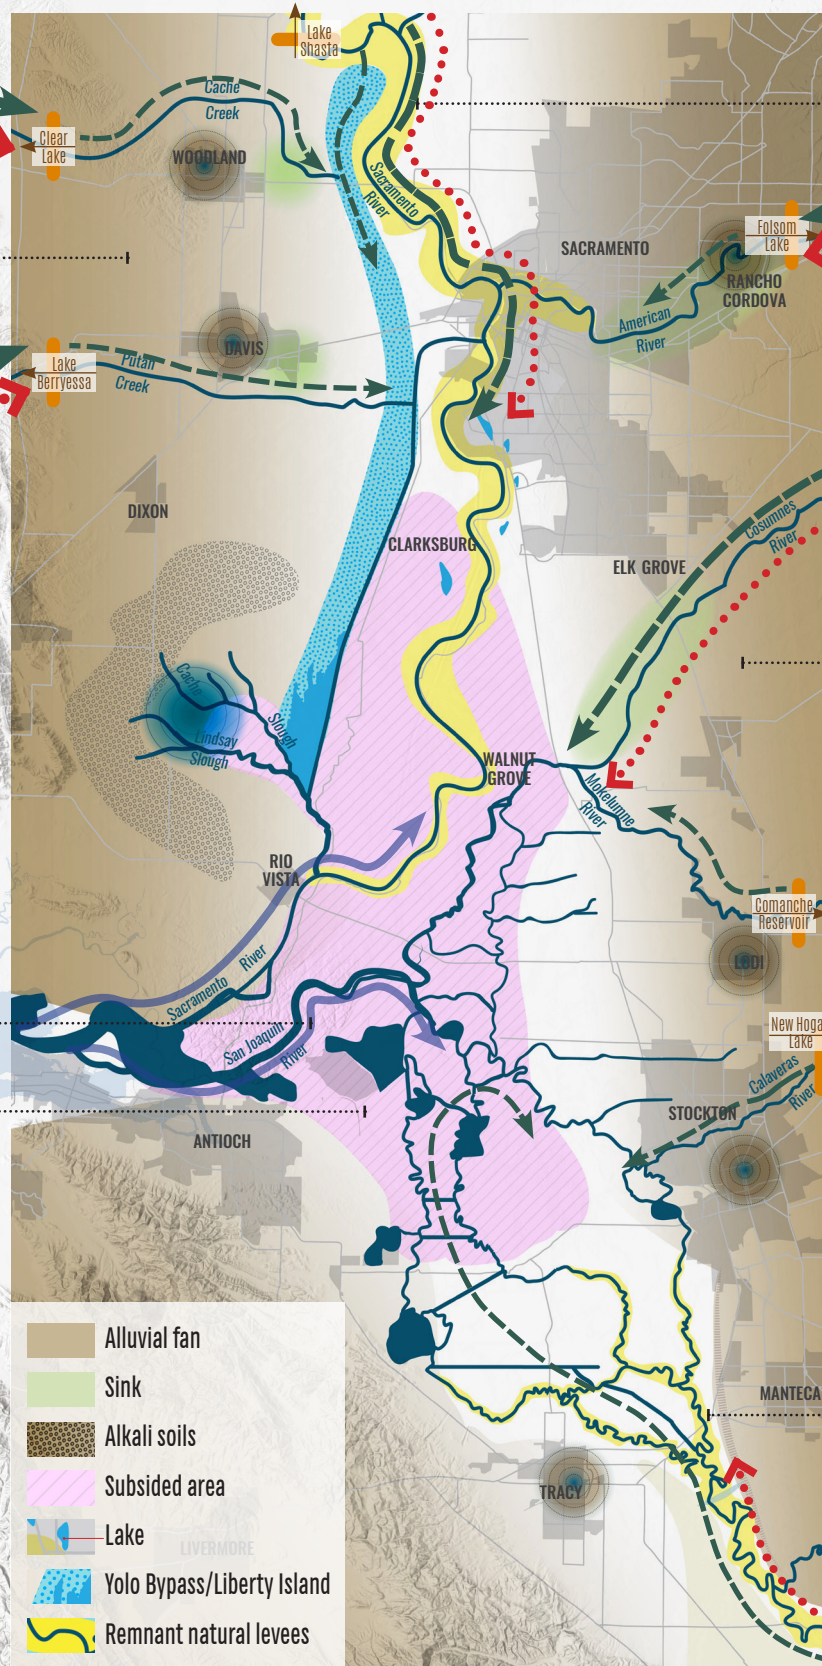 Lake
Shasta
Cache
Creek
Clear
Lake
WOODLAND
Sacramento
River
SACRAMENTO
Folsom
Lake
RANCHO
CORDOVA
American
River
DAVIS
Lake
Berryessa
Putan
Creek
DIXON
CLARKSBURG
Cosumnes
River
ELK GROVE
Cache
Slough
Lindsay
Slough
WALNUT
GROVE
Mokelumne
River
RIO
VISTA
Comanche
Reservoir
LODI
Sacramento River
San Joaquin
River
New Hoga
Lake
Calaveras
River
STOCKTON
ANTIOCH
MANTECA
TRACY
LIVERMORE
Alluvial fan
Sink
Alkali soils
Subsided area
Lake
Yolo Bypass/Liberty Island
Remnant natural levees